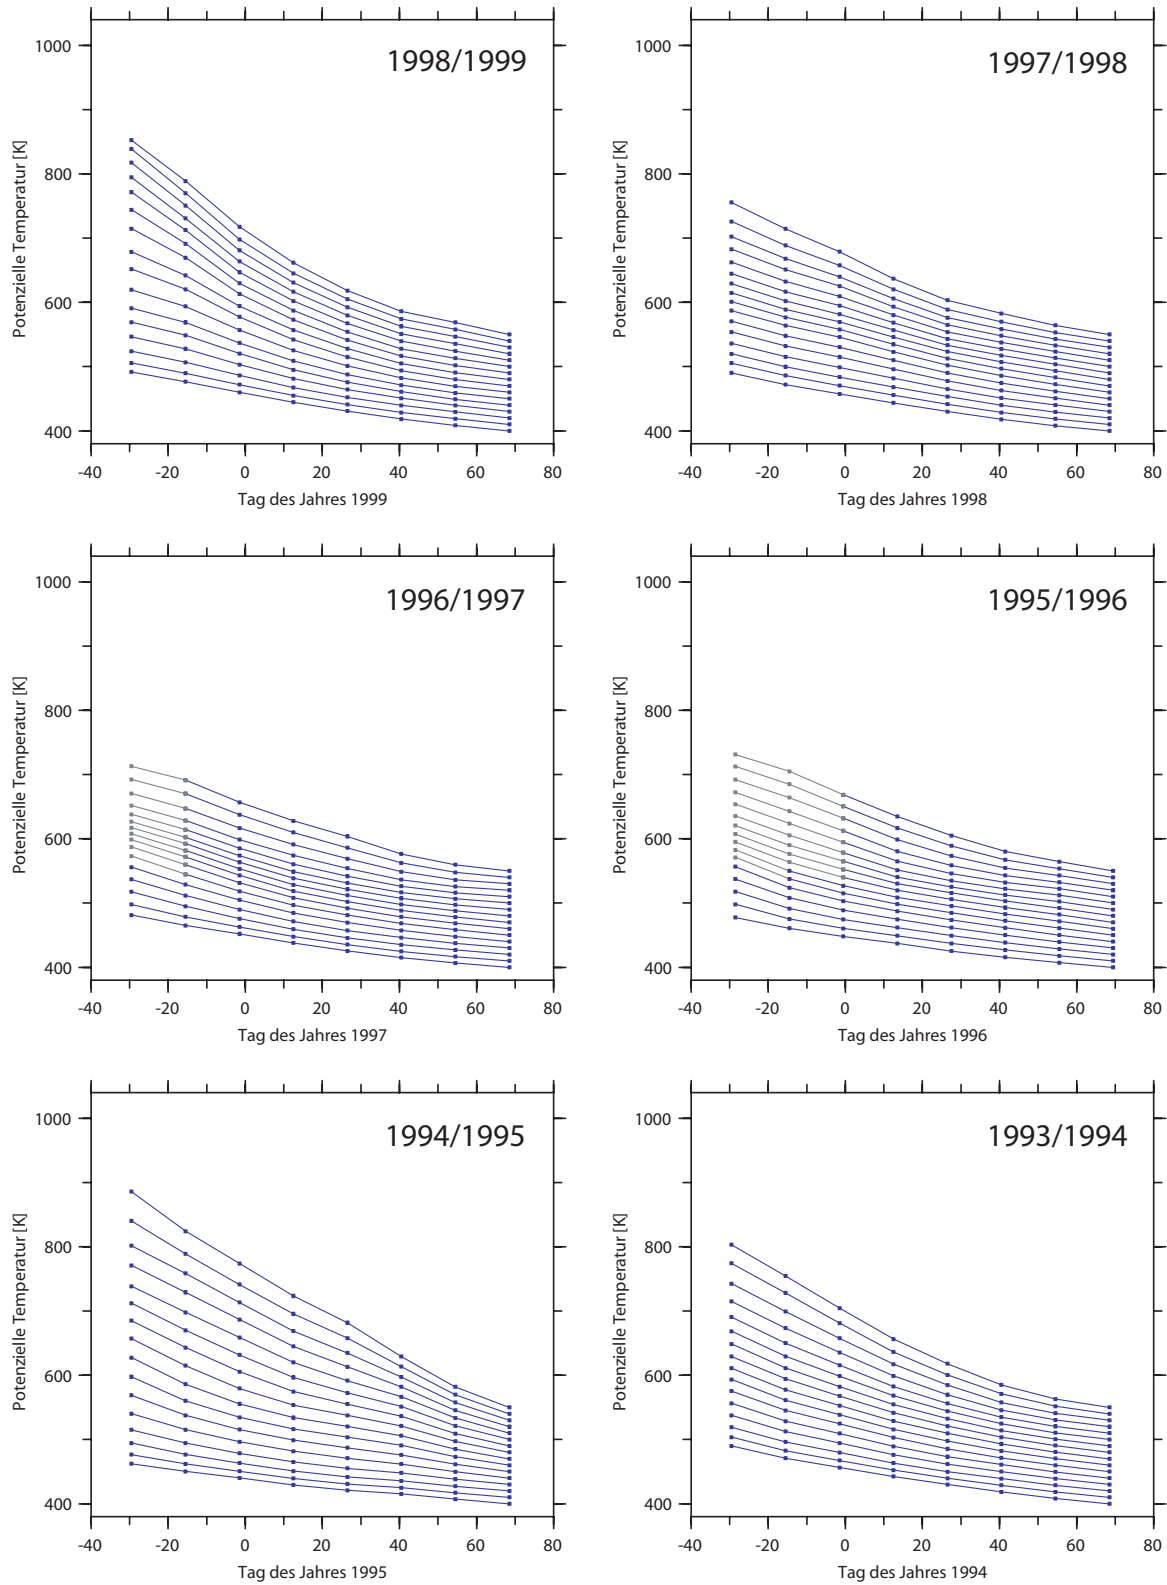 1998/1999
Potenzielle Temperatur [K]
1000
800
600
400
-40 -20 0 20 40 60 80
Tag des Jahres 1999
1997/1998
Potenzielle Temperatur [K]
1000
800
600
400
-40 -20 0 20 40 60 80
Tag des Jahres 1998
1996/1997
Potenzielle Temperatur [K]
1000
800
600
400
-40 -20 0 20 40 60 80
Tag des Jahres 1997
1995/1996
Potenzielle Temperatur [K]
1000
800
600
400
-40 -20 0 20 40 60 80
Tag des Jahres 1996
1994/1995
Potenzielle Temperatur [K]
1000
800
600
400
-40 -20 0 20 40 60 80
Tag des Jahres 1995
1993/1994
Potenzielle Temperatur [K]
1000
800
600
400
-40 -20 0 20 40 60 80
Tag des Jahres 1994